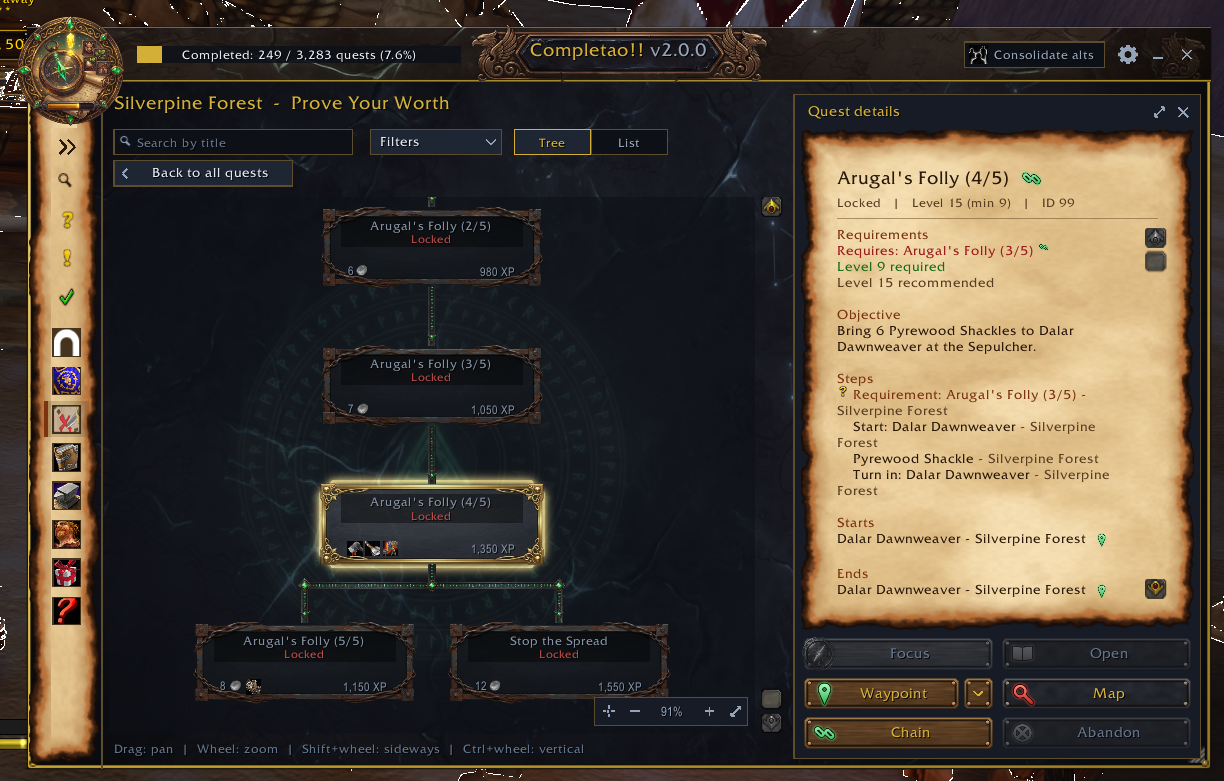 away
.50
Completed: 249 / 3,283 quests (7.6%)
Completao!! v2.0.0
Consolidate alts
Silverpine Forest - Prove Your Worth
Search by title
Filters
Tree
List
Back to all quests
Arugal's Folly (2/5)
Locked
6
980 XP
Arugal's Folly (3/5)
Locked
7
1,050 XP
Arugal's Folly (4/5)
Locked
1,350 XP
Arugal's Folly (5/5)
Locked
8
1,150 XP
Stop the Spread
Locked
12
1,550 XP
91%
Drag: pan | Wheel: zoom | Shift+wheel: sideways | Ctrl+wheel: vertical
Quest details
Arugal's Folly (4/5)
Locked | Level 15 (min 9) | ID 99
Requirements
Requires: Arugal's Folly (3/5)
Level 9 required
Level 15 recommended
Objective
Bring 6 Pyrewood Shackles to Dalar
Dawnweaver at the Sepulcher.
Steps
Requirement: Arugal's Folly (3/5) -
Silverpine Forest
Start: Dalar Dawnweaver - Silverpine
Forest
Pyrewood Shackle - Silverpine Forest
Turn in: Dalar Dawnweaver - Silverpine
Forest
Starts
Dalar Dawnweaver - Silverpine Forest
Ends
Dalar Dawnweaver - Silverpine Forest
Focus
Open
Waypoint
Map
Chain
Abandon